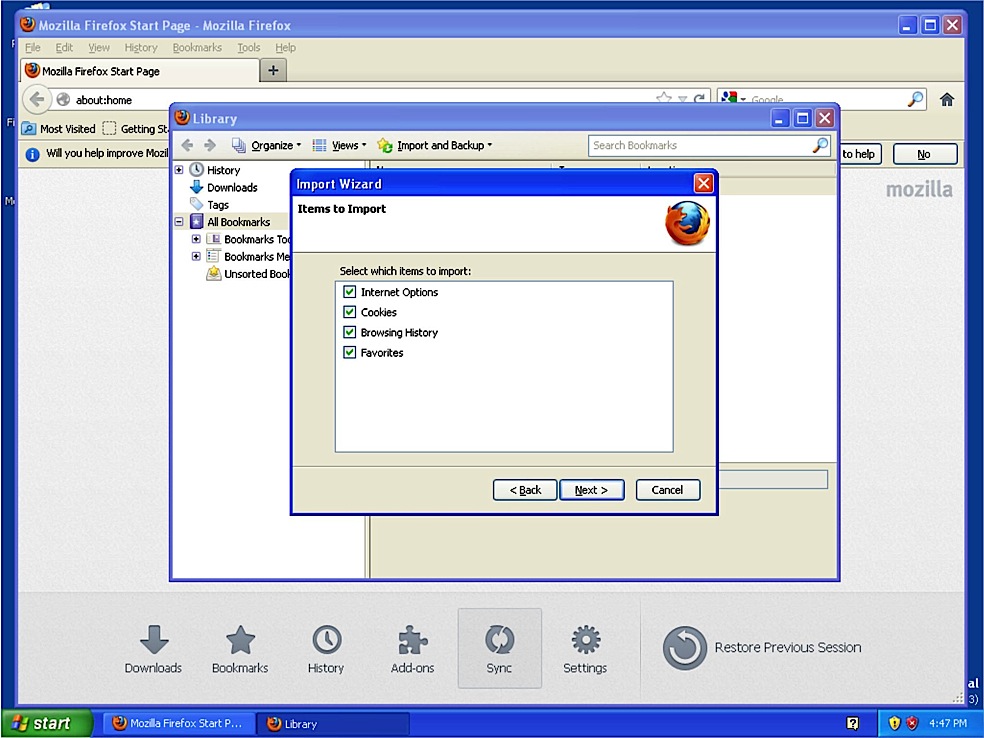 Mozilla Firefox Start Page - Mozilla Firefox
File Edit View History Bookmarks Tools Help
Mozilla Firefox Start Page +
about:home Google
Most Visited Getting St
Will you help improve Mozil to help No
mozilla
Library
Organize Views Import and Backup Search Bookmarks
History
Downloads
Tags
All Bookmarks
Bookmarks Too
Bookmarks Me
Unsorted Book
Import Wizard
Items to Import
Select which items to import:
Internet Options
Cookies
Browsing History
Favorites
< Back Next > Cancel
Downloads Bookmarks History Add-ons Sync Settings Restore Previous Session
al
3)
start Mozilla Firefox Start P... Library ? 4:47 PM